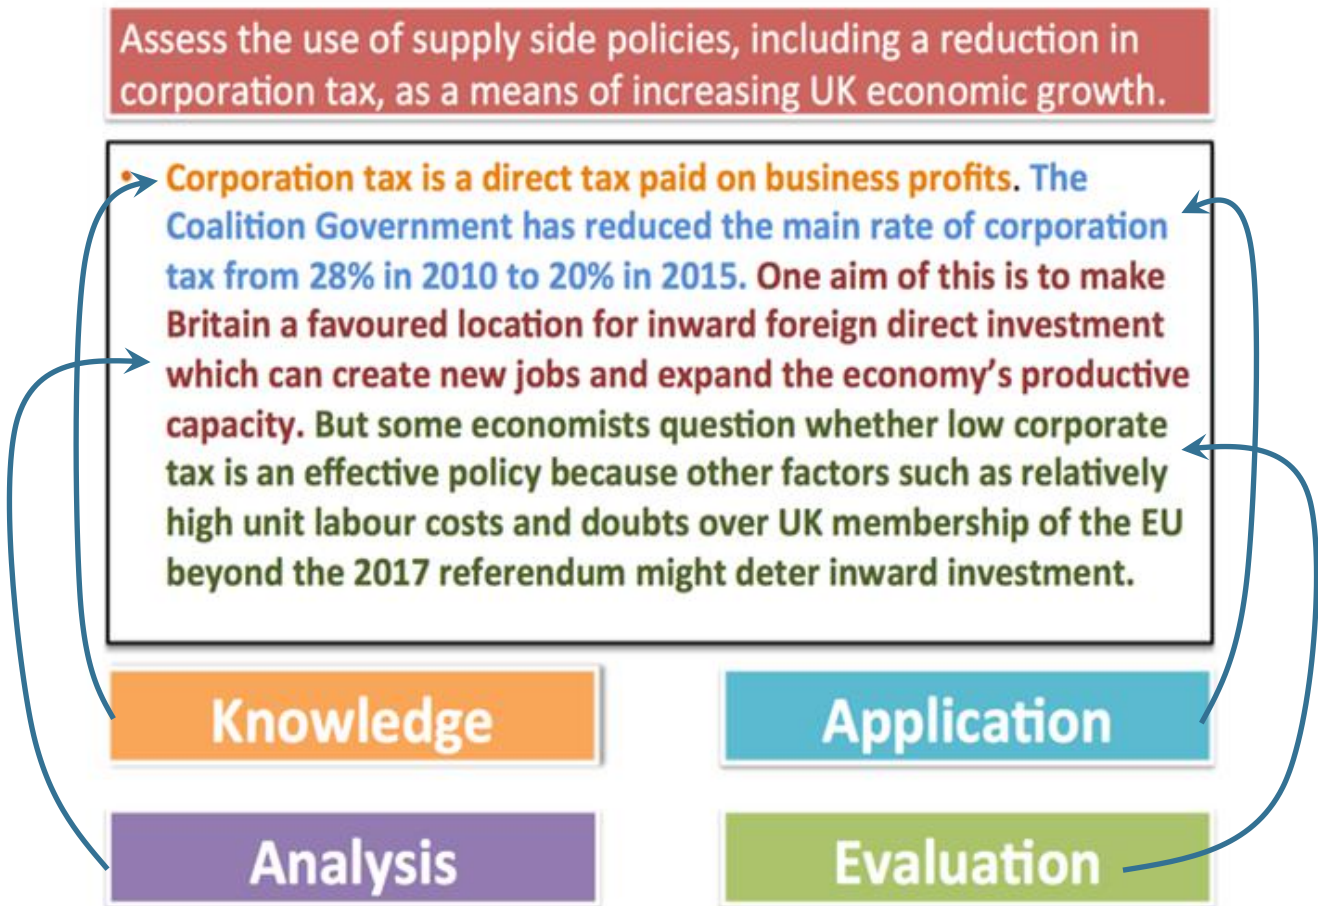 Assess the use of supply side policies, including a reduction in
corporation tax, as a means of increasing UK economic growth.
• Corporation tax is a direct tax paid on business profits. The
Coalition Government has reduced the main rate of corporation
tax from 28% in 2010 to 20% in 2015. One aim of this is to make
Britain a favoured location for inward foreign direct investment
which can create new jobs and expand the economy's productive
capacity. But some economists question whether low corporate
tax is an effective policy because other factors such as relatively
high unit labour costs and doubts over UK membership of the EU
beyond the 2017 referendum might deter inward investment.
Knowledge
Application
Analysis
Evaluation